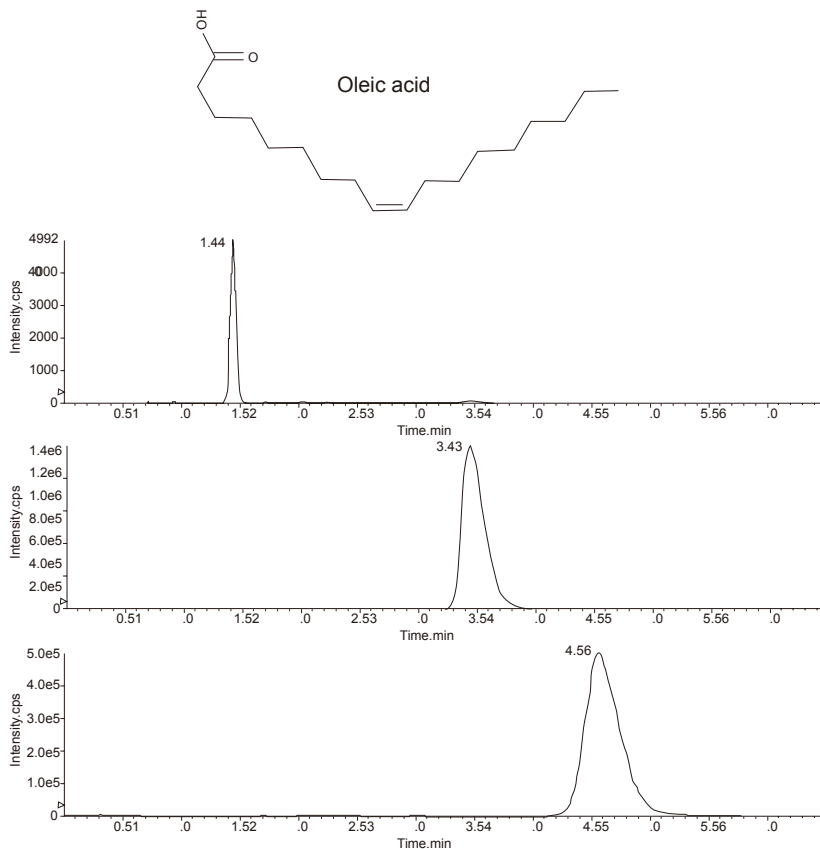 OH
O
Oleic acid
4992
4000
3000
2000
1000
0
Intensity.cps
1.44
0.51 .0 1.52 .0 2.53 .0 3.54 .0 4.55 .0 5.56 .0
Time.min
1.4e6
1.2e6
1.0e6
8.0e5
6.0e5
4.0e5
2.0e5
0
Intensity.cps
3.43
0.51 .0 1.52 .0 2.53 .0 3.54 .0 4.55 .0 5.56 .0
Time.min
5.0e5
4.0e5
3.0e5
2.0e5
1.0e5
0
Intensity.cps
4.56
0.51 .0 1.52 .0 2.53 .0 3.54 .0 4.55 .0 5.56 .0
Time.min